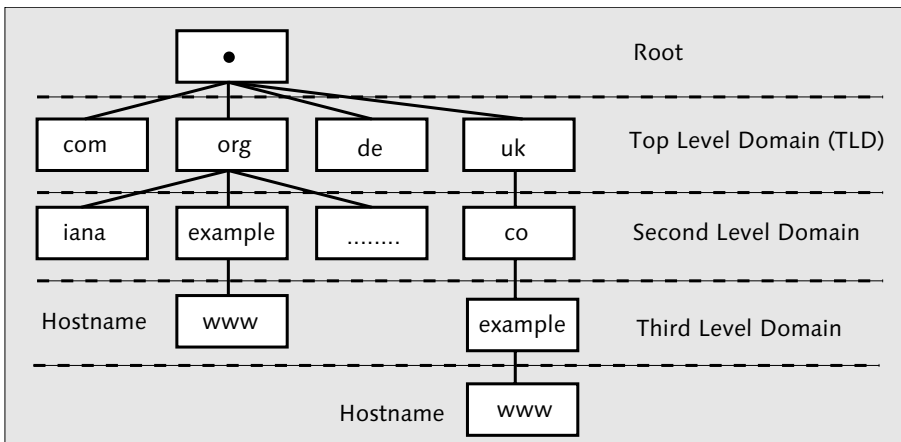 • Root
com org de uk Top Level Domain (TLD)
iana example ........ co Second Level Domain
Hostname www example Third Level Domain
Hostname www